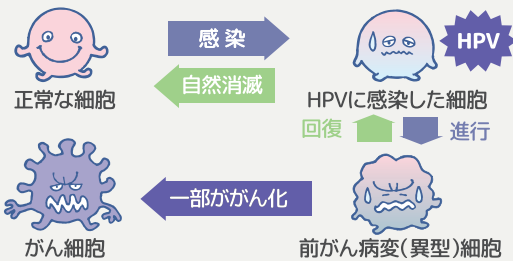 感染
HPV
自然消滅
正常な細胞
HPVに感染した細胞
回復
進行
一部ががん化
がん細胞
前がん病変(異型)細胞